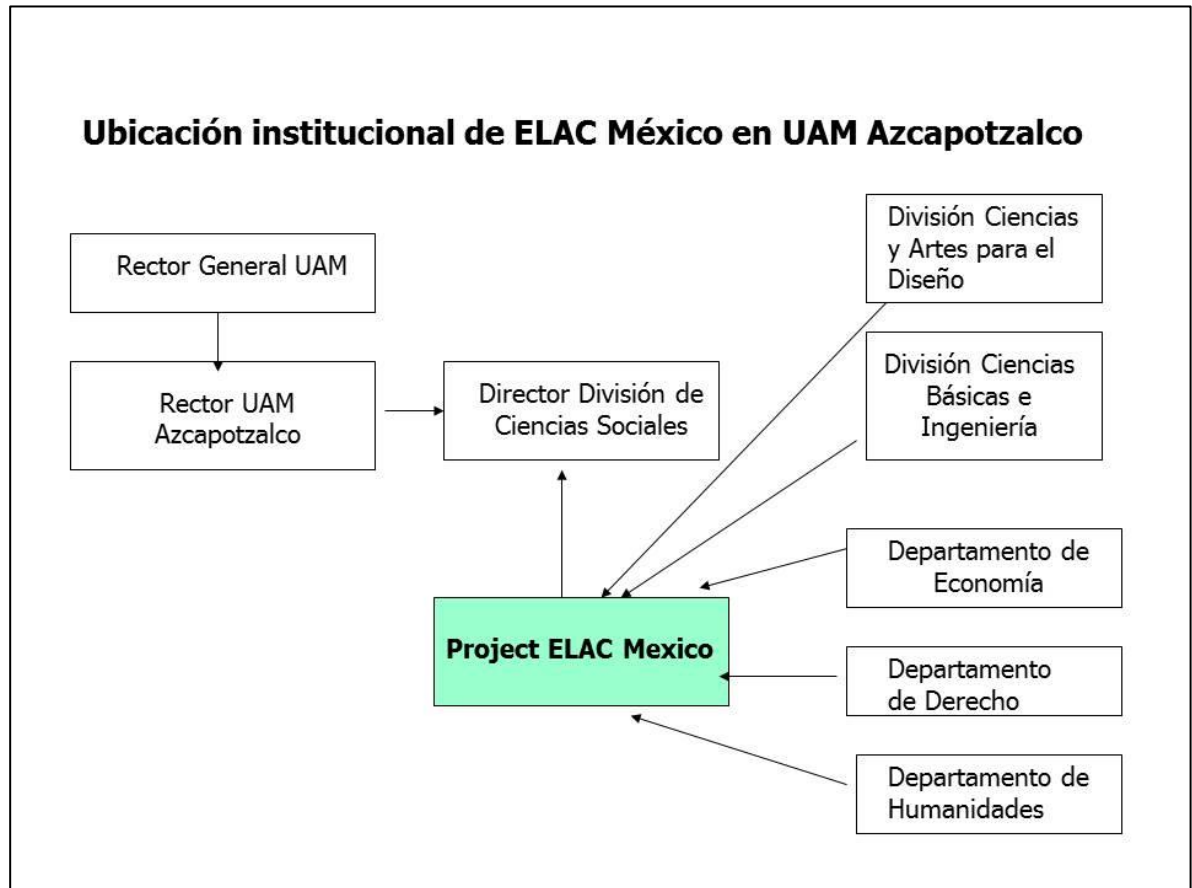 Ubicación institucional de ELAC México en UAM Azcapotzalco
Rector General UAM
Rector UAM
Azcapotzalco
Director División de
Ciencias Sociales
Project ELAC Mexico
División Ciencias
y Artes para el
Diseño
División Ciencias
Básicas e
Ingeniería
Departamento de
Economía
Departamento
de Derecho
Departamento de
Humanidades